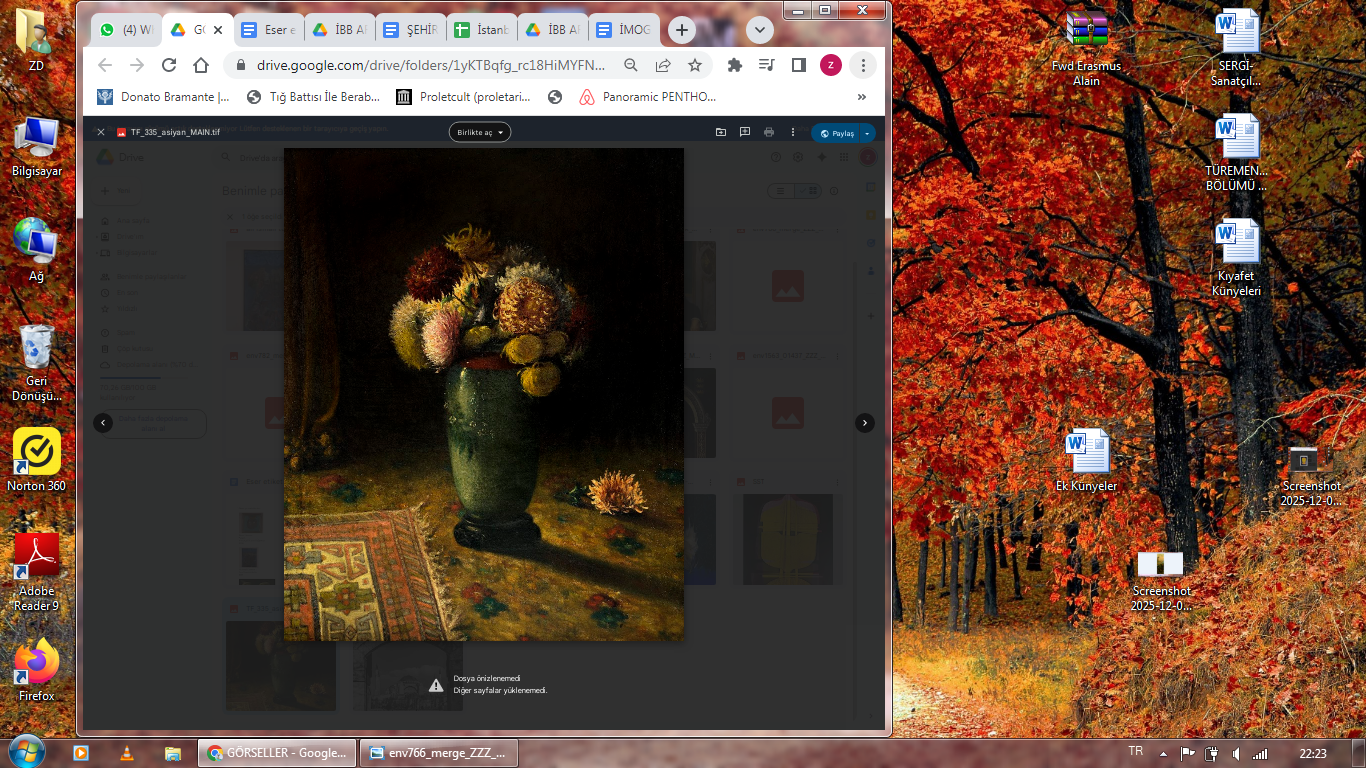 ZD
Bilgisayar
Ağ
Geri
Dönüşü...
Norton 360
Adobe
Reader 9
Firefox
(4) W
GÖ
Eser e
İBB A
ŞEHİR
İstanb
İBB A
İMOG
drive.google.com/drive/folders/1yKTBqfg_rc18HiMYFN...
Z
Donato Bramante |...
Tığ Battısı İle Berab...
Proletcult (proletari...
Panoramic PENTHO...
»
TF_335_asiyan_MAIN.tif
Birlikte aç
Paylaş
Drive
Dosya önizlenemedi
Diğer sayfalar yüklenemedi.
Fwd Erasmus
Alain
SERGİ-
Sanatçıl...
TÜREMEN...
BÖLÜMÜ ...
Kıyafet
Künyeleri
Ek Künyeler
Screenshot
2025-12-0...
Screenshot
2025-12-0...
GÖRSELLER - Google...
env766_merge_ZZZ_...
TR
22:23